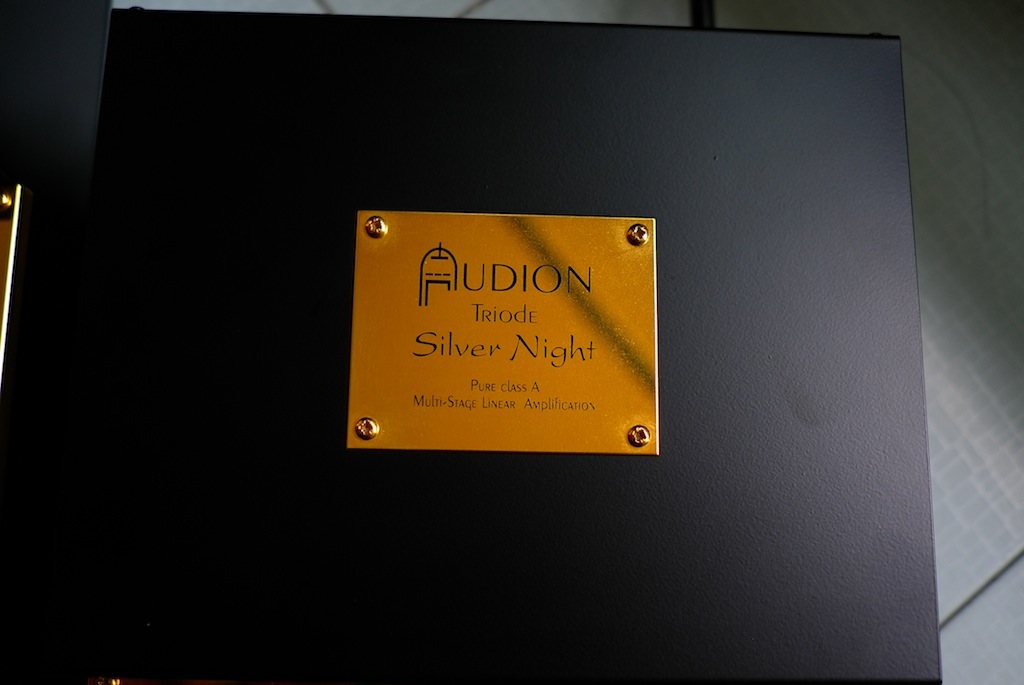 AUDION
TriodE
Silver Night
Pure class A
Multi-Stage Linear Amplification